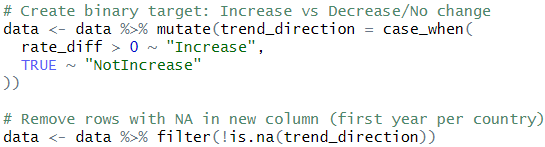 # Create binary target: Increase vs Decrease/No change
data <- data %>% mutate(trend_direction = case_when(
  rate_diff > 0 ~ "Increase",
  TRUE ~ "NotIncrease"
))

# Remove rows with NA in new column (first year per country)
data <- data %>% filter(!is.na(trend_direction))